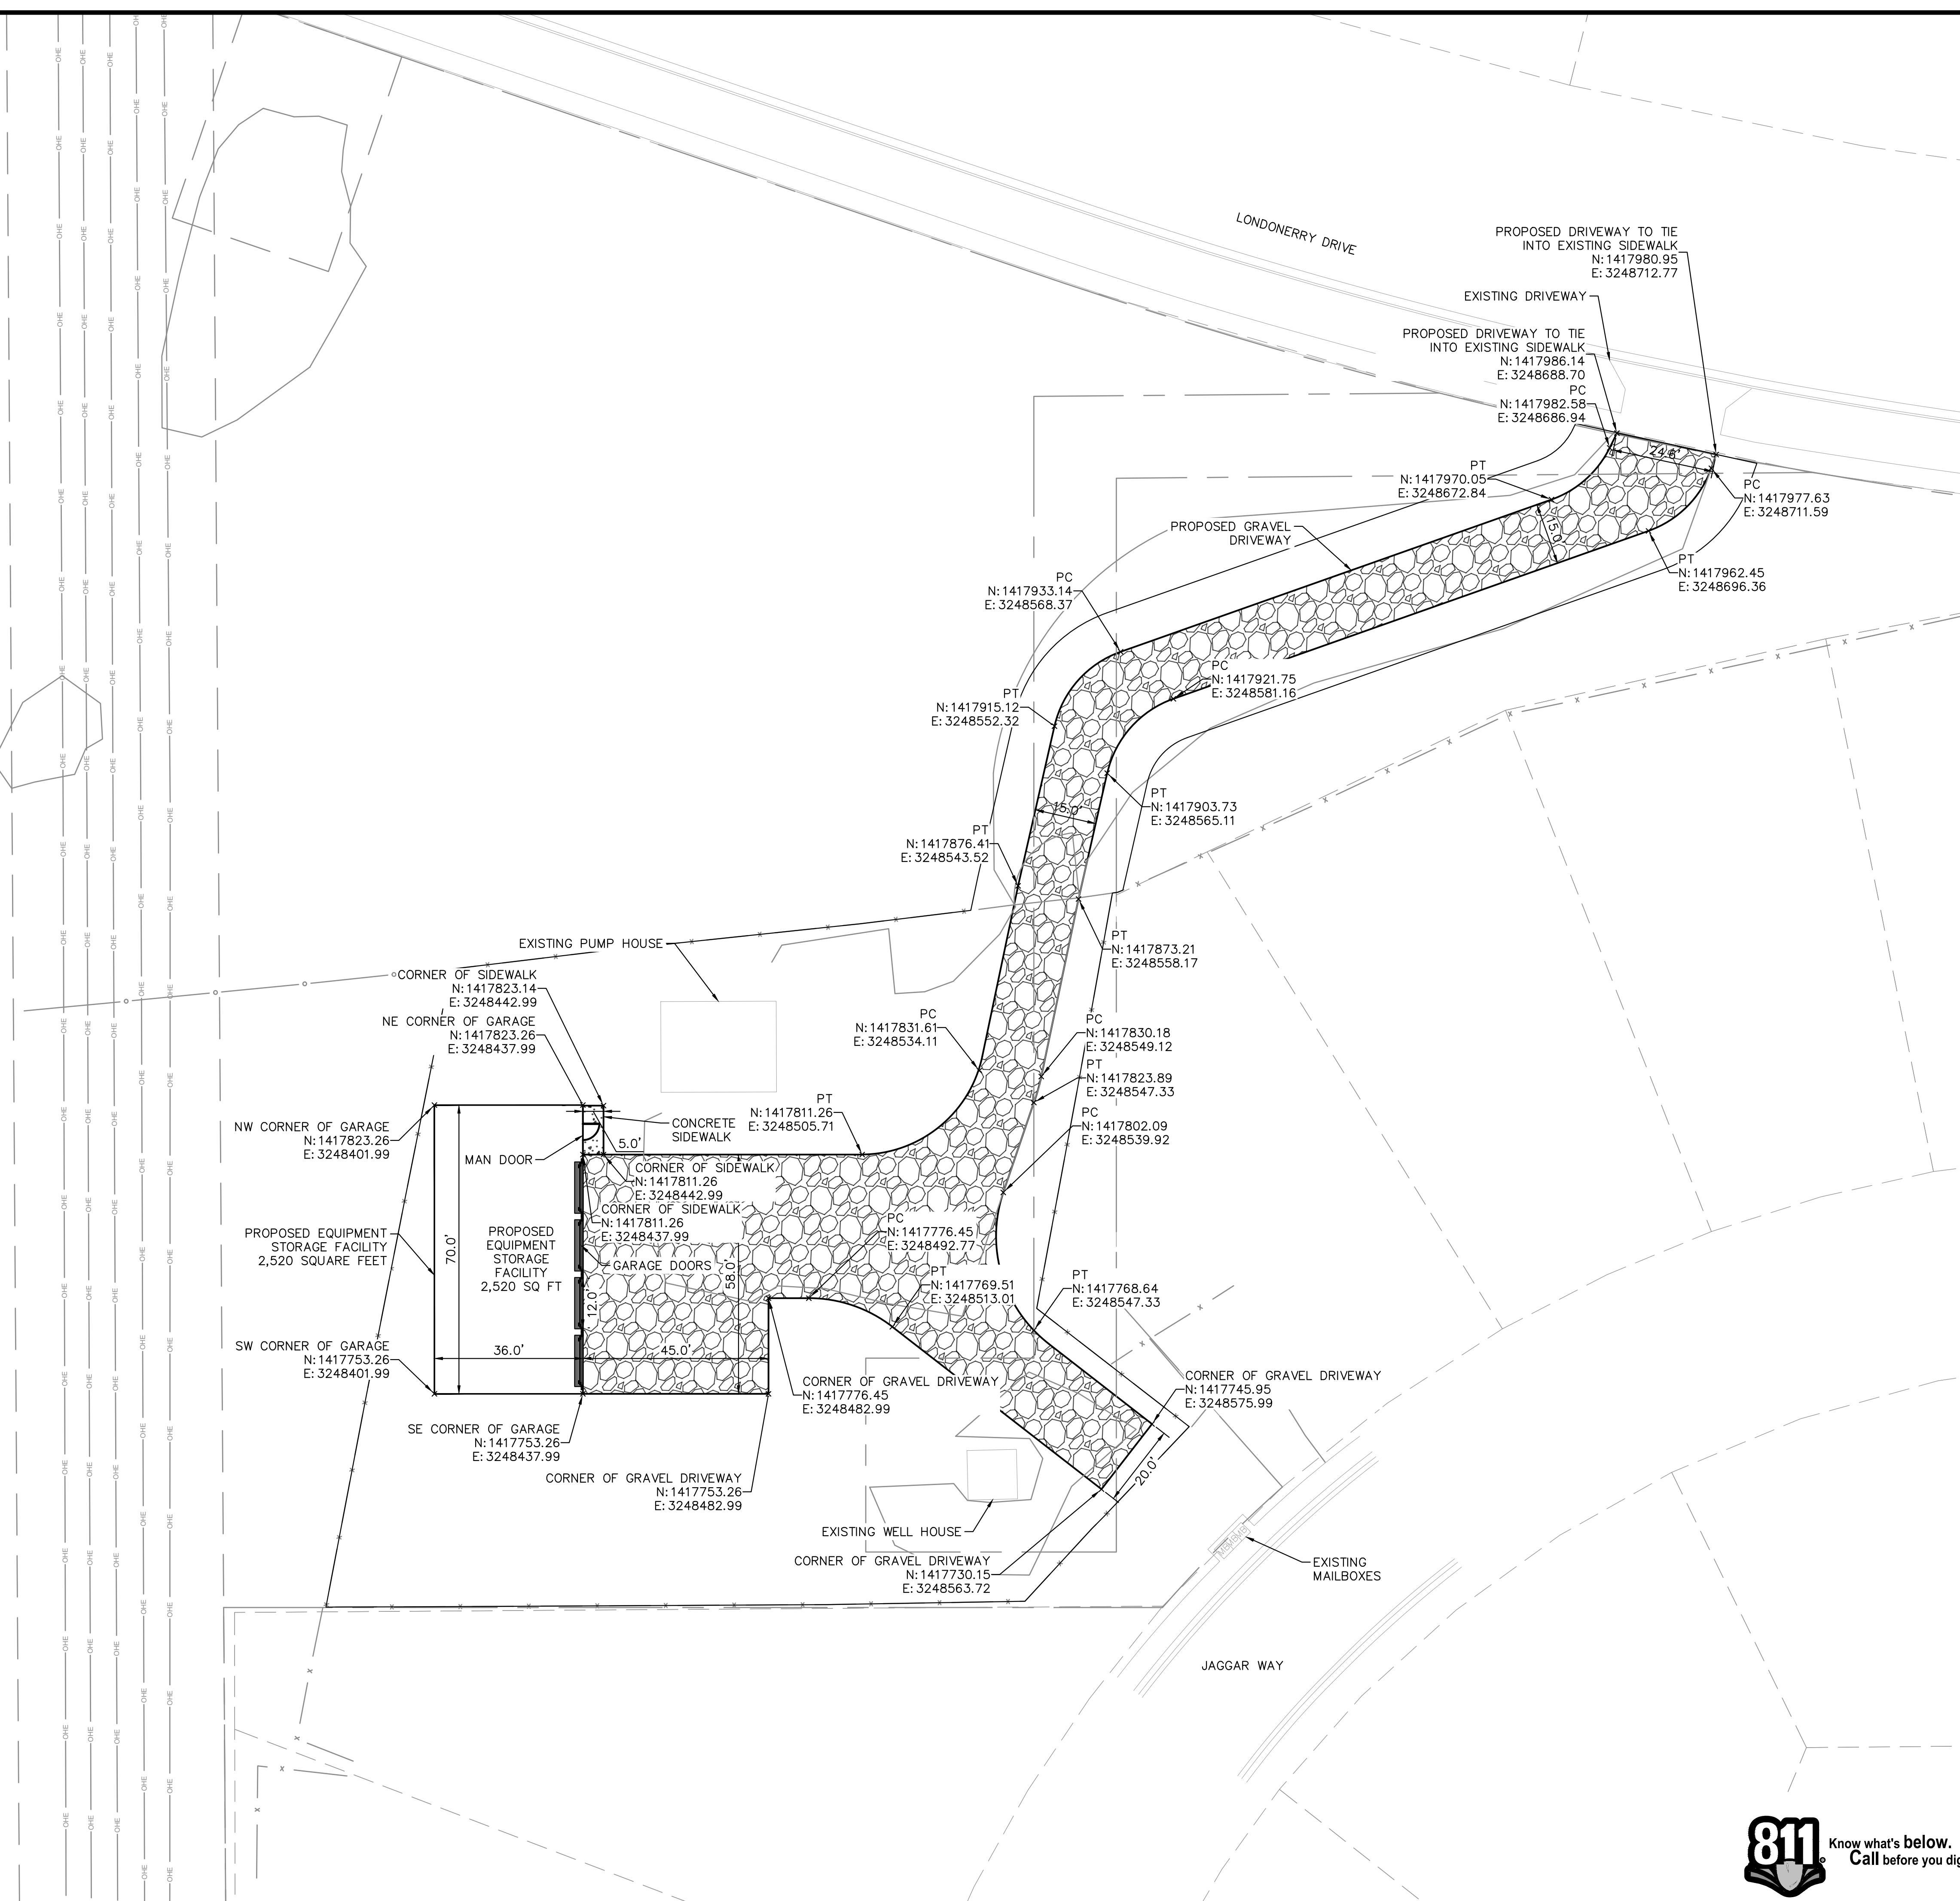 LONDONERRY DRIVE
PROPOSED DRIVEWAY TO TIE
INTO EXISTING SIDEWALK
N: 1417980.95
E: 3248712.77
EXISTING DRIVEWAY
PROPOSED DRIVEWAY TO TIE
INTO EXISTING SIDEWALK
N: 1417986.14
E: 3248688.70
PC
N: 1417982.58
E: 3248686.94
24.6'
PT
N: 1417970.05
E: 3248672.84
PC
N: 1417977.63
E: 3248711.59
PROPOSED GRAVEL
DRIVEWAY
15.0'
PT
N: 1417962.45
E: 3248696.36
PC
N: 1417933.14
E: 3248568.37
PC
N: 1417921.75
E: 3248581.16
PT
N: 1417915.12
E: 3248552.32
PT
N: 1417903.73
E: 3248565.11
15.0'
PT
N: 1417876.41
E: 3248543.52
PT
N: 1417873.21
E: 3248558.17
EXISTING PUMP HOUSE
CORNER OF SIDEWALK
N: 1417823.14
E: 3248442.99
NE CORNER OF GARAGE
N: 1417823.26
E: 3248437.99
PC
N: 1417831.61
E: 3248534.11
PC
N: 1417830.18
E: 3248549.12
PT
N: 1417823.89
E: 3248547.33
PT
N: 1417811.26
E: 3248505.71
PC
N: 1417802.09
E: 3248539.92
NW CORNER OF GARAGE
N: 1417823.26
E: 3248401.99
CONCRETE
SIDEWALK
5.0'
MAN DOOR
CORNER OF SIDEWALK
N: 1417811.26
E: 3248442.99
CORNER OF SIDEWALK
N: 1417811.26
E: 3248437.99
PROPOSED EQUIPMENT
STORAGE FACILITY
2,520 SQUARE FEET
70.0'
PROPOSED
EQUIPMENT
STORAGE
FACILITY
2,520 SQ FT
GARAGE DOORS
58.0'
12.0'
PC
N: 1417776.45
E: 3248492.77
PT
N: 1417769.51
E: 3248513.01
PT
N: 1417768.64
E: 3248547.33
SW CORNER OF GARAGE
N: 1417753.26
E: 3248401.99
36.0'
45.0'
CORNER OF GRAVEL DRIVEWAY
N: 1417776.45
E: 3248482.99
CORNER OF GRAVEL DRIVEWAY
N: 1417745.95
E: 3248575.99
SE CORNER OF GARAGE
N: 1417753.26
E: 3248437.99
20.0'
CORNER OF GRAVEL DRIVEWAY
N: 1417753.26
E: 3248482.99
EXISTING WELL HOUSE
CORNER OF GRAVEL DRIVEWAY
N: 1417730.15
E: 3248563.72
MB MB MB
EXISTING
MAILBOXES
JAGGAR WAY
811
Know what's below.
Call before you dig